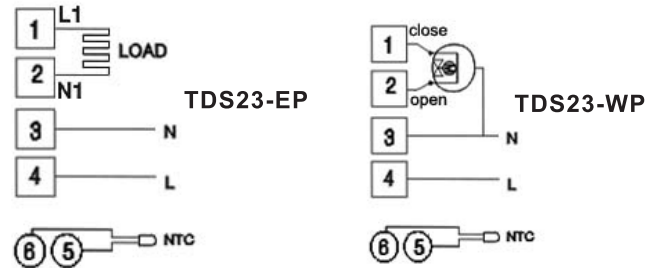 L1
1
LOAD
2
N1
TDS23-EP
3 N
4 L
6 5 NTC
close
1
2
open
TDS23-WP
3 N
4 L
6 5 NTC